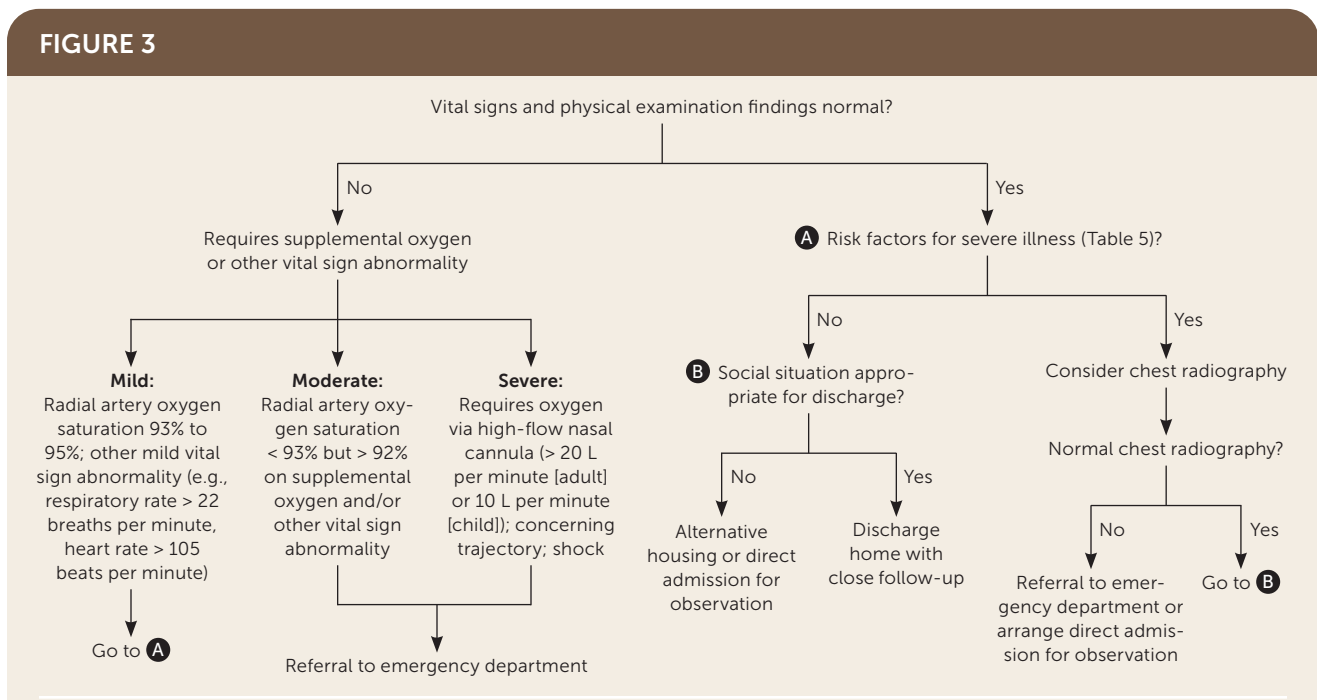 FIGURE 3
Vital signs and physical examination findings normal?
No
Yes
Requires supplemental oxygen
or other vital sign abnormality
A Risk factors for severe illness (Table 5)?
No
Yes
Mild:
Radial artery oxygen
saturation 93% to
95%; other mild vital
sign abnormality (e.g.,
respiratory rate > 22
breaths per minute,
heart rate > 105
beats per minute)
Moderate:
Radial artery oxy-
gen saturation
< 93% but > 92%
on supplemental
oxygen and/or
other vital sign
abnormality
Severe:
Requires oxygen
via high-flow nasal
cannula (> 20 L
per minute [adult]
or 10 L per minute
[child]); concerning
trajectory; shock
B Social situation appro-
priate for discharge?
Consider chest radiography
Normal chest radiography?
No
Yes
No
Yes
Alternative
housing or direct
admission for
observation
Discharge
home with
close follow-up
Referral to emer-
gency department or
arrange direct admis-
sion for observation
Go to B
Go to A
Referral to emergency department